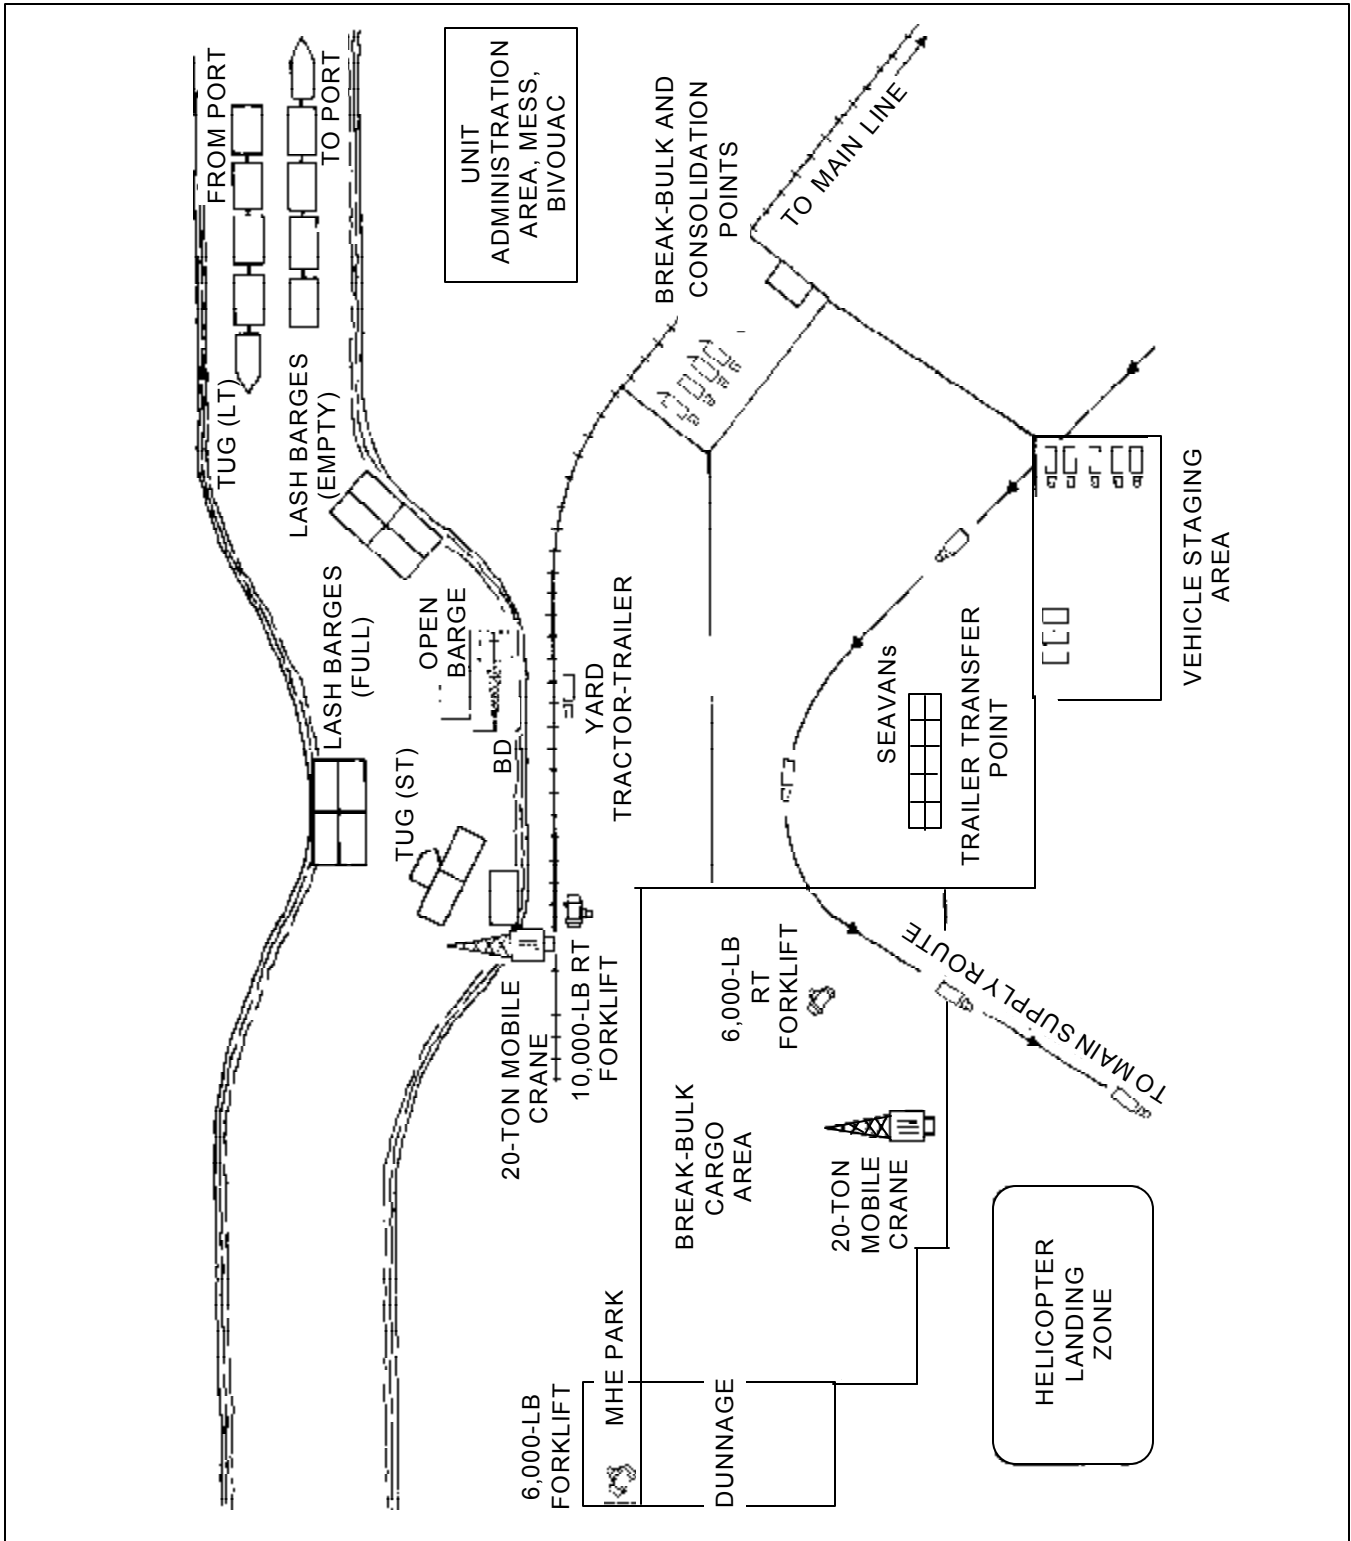 FROM PORT
TO PORT
TUG (LT)
LASH BARGES
(EMPTY)
LASH BARGES
(FULL)
TUG (ST)
OPEN
BARGE
BD
UNIT
ADMINISTRATION
AREA, MESS,
BIVOUAC
BREAK-BULK AND
CONSOLIDATION
POINTS
TO MAIN LINE
YARD
TRACTOR-TRAILER
20-TON MOBILE
CRANE
10,000-LB RT
FORKLIFT
SEAVANs
TRAILER TRANSFER
POINT
VEHICLE STAGING
AREA
6,000-LB
RT
FORKLIFT
TO MAIN SUPPLY ROUTE
BREAK-BULK
CARGO
AREA
20-TON
MOBILE
CRANE
6,000-LB
FORKLIFT
MHE PARK
DUNNAGE
HELICOPTER
LANDING
ZONE